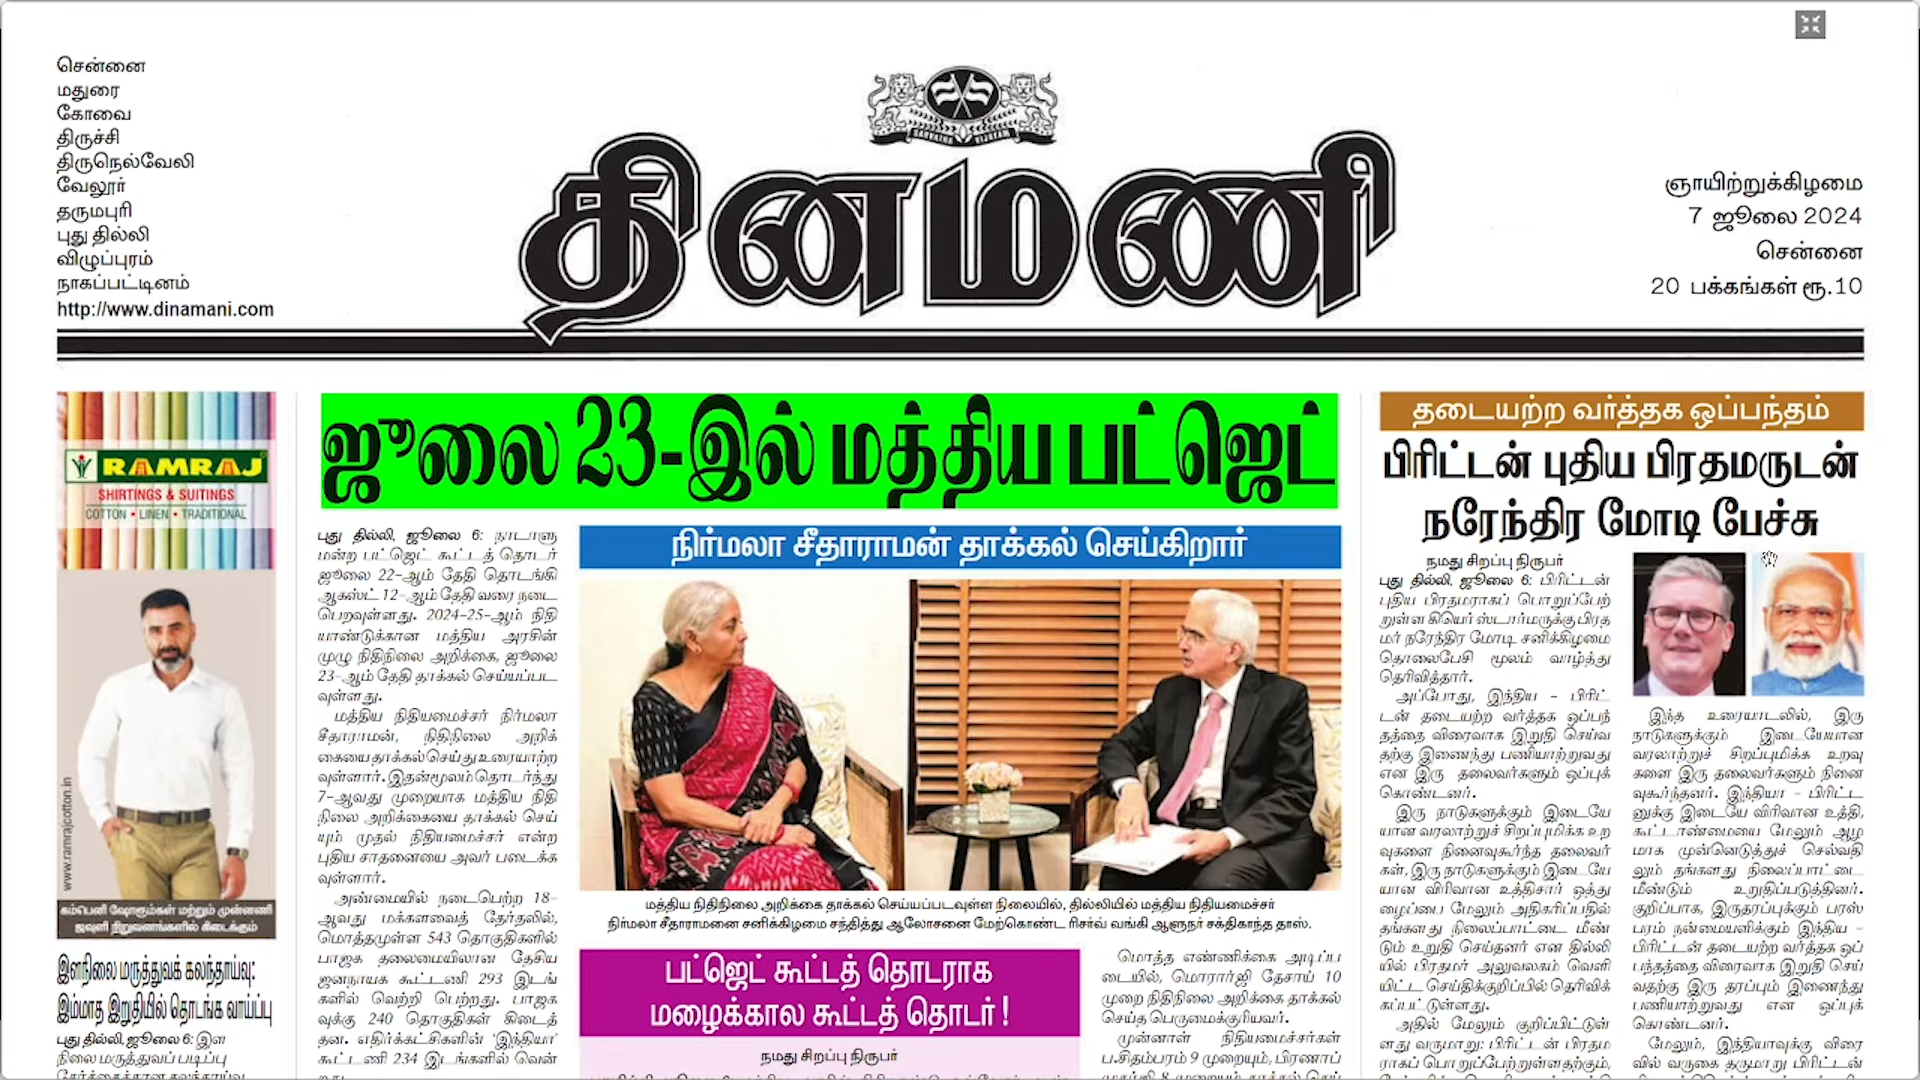 சென்னை
மதுரை
கோவை
திருச்சி
திருநெல்வேலி
வேலூர்
தருமபுரி
புது தில்லி
விழுப்புரம்
நாகப்பட்டினம்
http://www.dinamani.com
தினமணி
ஞாயிற்றுக்கிழமை
7 ஜூலை 2024
சென்னை
20 பக்கங்கள் ரூ.10
RAMRAJ
SHIRTINGS & SUITINGS
COTTON • LINEN • TRADITIONAL
www.ramrajcotton.in
கம்பெனி ஷோரூம்கள் மற்றும் முன்னணி
ஜவுளி நிறுவனங்களில் கிடைக்கும்
இளநிலை மருத்துவக் கலந்தாய்வு:
இம்மாத இறுதியில் தொடங்க வாய்ப்பு
புது தில்லி, ஜூலை 6: இள
நிலை மருத்துவப் படிப்பு
ஜூலை 23-இல் மத்திய பட்ஜெட்
புது தில்லி, ஜூலை 6: நாடாளு
மன்ற பட்ஜெட் கூட்டத் தொடர்
ஜூலை 22-ஆம் தேதி தொடங்கி
ஆகஸ்ட் 12-ஆம் தேதி வரை நடை
பெறவுள்ளது. 2024-25-ஆம் நிதி
யாண்டுக்கான மத்திய அரசின்
முழு நிதிநிலை அறிக்கை, ஜூலை
23-ஆம் தேதி தாக்கல் செய்யப்பட
வுள்ளது.
மத்திய நிதியமைச்சர் நிர்மலா
சீதாராமன், நிதிநிலை அறிக்
கையை தாக்கல் செய்து உரையாற்ற
வுள்ளார். இதன்மூலம் தொடர்ந்து
7-ஆவது முறையாக மத்திய நிதி
நிலை அறிக்கையை தாக்கல் செய்
யும் முதல் நிதியமைச்சர் என்ற
புதிய சாதனையை அவர் படைக்க
வுள்ளார்.
அண்மையில் நடைபெற்ற 18-
ஆவது மக்களவைத் தேர்தலில்,
மொத்தமுள்ள 543 தொகுதிகளில்
பாஜக தலைமையிலான தேசிய
ஜனநாயக கூட்டணி 293 இடங்
களில் வெற்றி பெற்றது. பாஜக
வுக்கு 240 தொகுதிகள் கிடைத்
தன. எதிர்க்கட்சிகளின் 'இந்தியா'
கூட்டணி 234 இடங்களில் வென்
நிர்மலா சீதாராமன் தாக்கல் செய்கிறார்
மத்திய நிதிநிலை அறிக்கை தாக்கல் செய்யப்படவுள்ள நிலையில், தில்லியில் மத்திய நிதியமைச்சர்
நிர்மலா சீதாராமனை சனிக்கிழமை சந்தித்து ஆலோசனை மேற்கொண்ட ரிசர்வ் வங்கி ஆளுநர் சக்திகாந்த தாஸ்.
பட்ஜெட் கூட்டத் தொடராக
மழைக்கால கூட்டத் தொடர்!
நமது சிறப்பு நிருபர்
மொத்த எண்ணிக்கை அடிப்ப
டையில், மொரார்ஜி தேசாய் 10
முறை நிதிநிலை அறிக்கை தாக்கல்
செய்த பெருமைக்குரியவர்.
முன்னாள் நிதியமைச்சர்கள்
ப.சிதம்பரம் 9 முறையும், பிரணாப்
தடையற்ற வர்த்தக ஒப்பந்தம்
பிரிட்டன் புதிய பிரதமருடன்
நரேந்திர மோடி பேச்சு
நமது சிறப்பு நிருபர்
புது தில்லி, ஜூலை 6: பிரிட்டன்
புதிய பிரதமராகப் பொறுப்பேற்
றுள்ள கியெர் ஸ்டார்மருக்கு பிரத
மர் நரேந்திர மோடி சனிக்கிழமை
தொலைபேசி மூலம் வாழ்த்து
தெரிவித்தார்.
அப்போது, இந்திய – பிரிட்
டன் தடையற்ற வர்த்தக ஒப்பந்
தத்தை விரைவாக இறுதி செய்வ
தற்கு இணைந்து பணியாற்றுவது
என இரு தலைவர்களும் ஒப்புக்
கொண்டனர்.
இரு நாடுகளுக்கும் இடையே
யான வரலாற்றுச் சிறப்புமிக்க உற
வுகளை நினைவுகூர்ந்த தலைவர்
கள், இரு நாடுகளுக்கும் இடையே
யான விரிவான உத்திசார் ஒத்து
ழைப்பை மேலும் அதிகரிப்பதில்
தங்களது நிலைப்பாட்டை மீண்
டும் உறுதி செய்தனர் என தில்லி
யில் பிரதமர் அலுவலகம் வெளி
யிட்ட செய்திக்குறிப்பில் தெரிவிக்
கப்பட்டுள்ளது.
அதில் மேலும் குறிப்பிட்டுள்
ளது வருமாறு: பிரிட்டன் பிரதம
ராகப் பொறுப்பேற்றுள்ளதற்கும்,
இந்த உரையாடலில், இரு
நாடுகளுக்கும் இடையேயான
வரலாற்றுச் சிறப்புமிக்க உறவு
களை இரு தலைவர்களும் நினை
வுகூர்ந்தனர். இந்தியா – பிரிட்ட
னுக்கு இடையே விரிவான உத்தி,
கூட்டாண்மையை மேலும் ஆழ
மாக முன்னெடுத்துச் செல்வதி
லும் தங்களது நிலைப்பாட்டை
மீண்டும் உறுதிப்படுத்தினர்.
குறிப்பாக, இருதரப்புக்கும் பரஸ்
பரம் நன்மையளிக்கும் இந்திய –
பிரிட்டன் தடையற்ற வர்த்தக ஒப்
பந்தத்தை விரைவாக இறுதி செய்
வதற்கு இரு தரப்பும் இணைந்து
பணியாற்றுவது என ஒப்புக்
கொண்டனர்.
மேலும், இந்தியாவுக்கு விரை
வில் வருகை தருமாறு பிரிட்டன்